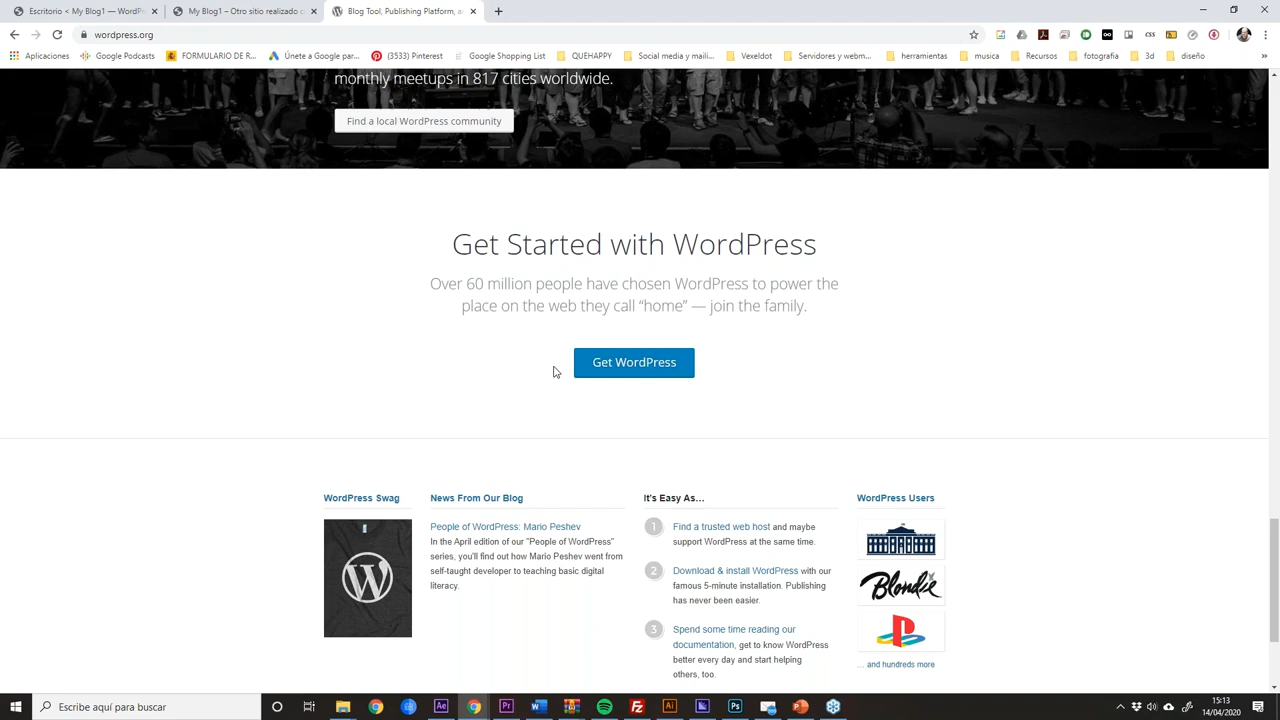 Escritorio < My Blog1 — WordPr
My Blog1 – Otro sitio realizado c
Blog Tool, Publishing Platform, a
wordpress.org
Aplicaciones
Google Podcasts
FORMULARIO DE R...
Únete a Google par...
(3533) Pinterest
Google Shopping List
QUEHAPPY
Social media y maili...
Vexeldot
Servidores y webm...
herramientas
musica
Recursos
fotografia
3d
diseño
»
monthly meetups in 817 cities worldwide.
Find a local WordPress community
Get Started with WordPress
Over 60 million people have chosen WordPress to power the
place on the web they call “home” — join the family.
Get WordPress
WordPress Swag
News From Our Blog
People of WordPress: Mario Peshev
In the April edition of our "People of WordPress"
series, you'll find out how Mario Peshev went from
self-taught developer to teaching basic digital
literacy.
It's Easy As…
1 Find a trusted web host and maybe
support WordPress at the same time.
2 Download & install WordPress with our
famous 5-minute installation. Publishing
has never been easier.
3 Spend some time reading our
documentation, get to know WordPress
better every day and start helping
others, too.
WordPress Users
Blondie
… and hundreds more
Escribe aquí para buscar
15:13
14/04/2020